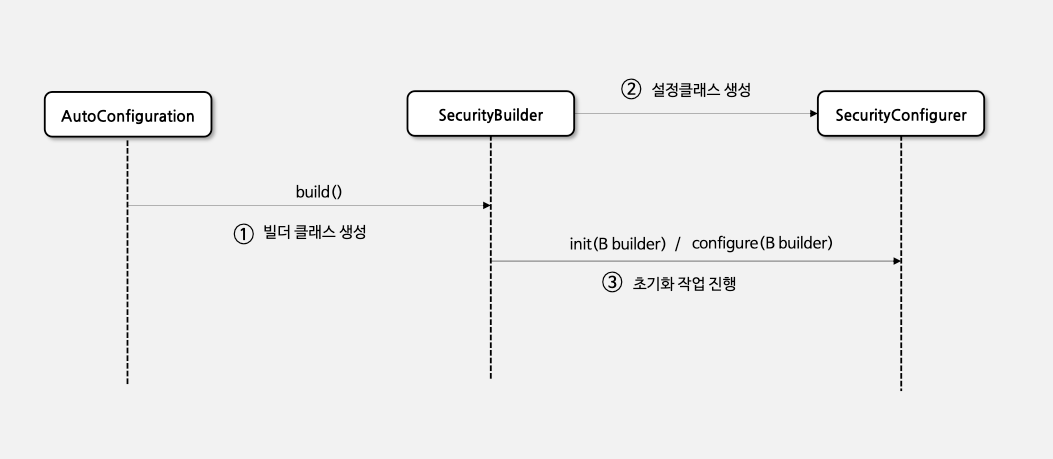 ② 설정클래스 생성
AutoConfiguration
SecurityBuilder
SecurityConfigurer
build()
① 빌더 클래스 생성
init(B builder) / configure(B builder)
③ 초기화 작업 진행